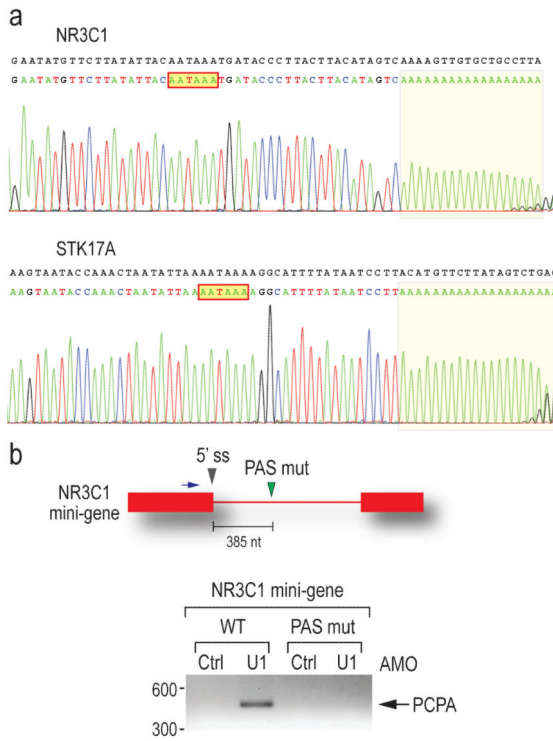 a
NR3C1
GAATATGTTCTTATATTACAATAAATGATACCCTTACTTACATAGTCAAAAGTTGTGCTGCCTTA
GAATATGTTCTTATATTACAATAAATGATACCCTTACTTACATAGTCAAAAAAAAAAAAAAAAAA
STK17A
AAGTAATACCAAACTAATATTAAAATAAAAGGCATTTTATAATCCTTACATGTTCTTATAGTCTGAC
AAGTAATACCAAACTAATATTAAAATAAAAGGCATTTTATAATCCTTAAAAAAAAAAAAAAAAAAAA
b
5' ss
PAS mut
NR3C1
mini-gene
385 nt
NR3C1 mini-gene
WT PAS mut
Ctrl U1 Ctrl U1 AMO
600
PCPA
300